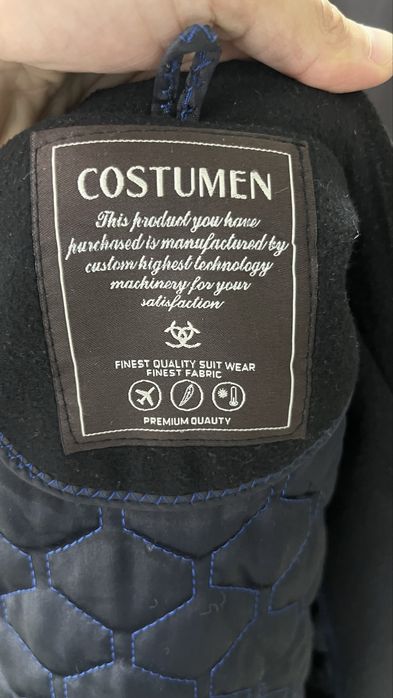 COSTUMEN
This product you have
purchased is manufactured by
custom highest technology
machinery for your
satisfaction
FINEST QUALITY SUIT WEAR
FINEST FABRIC
PREMIUM QUAUTY